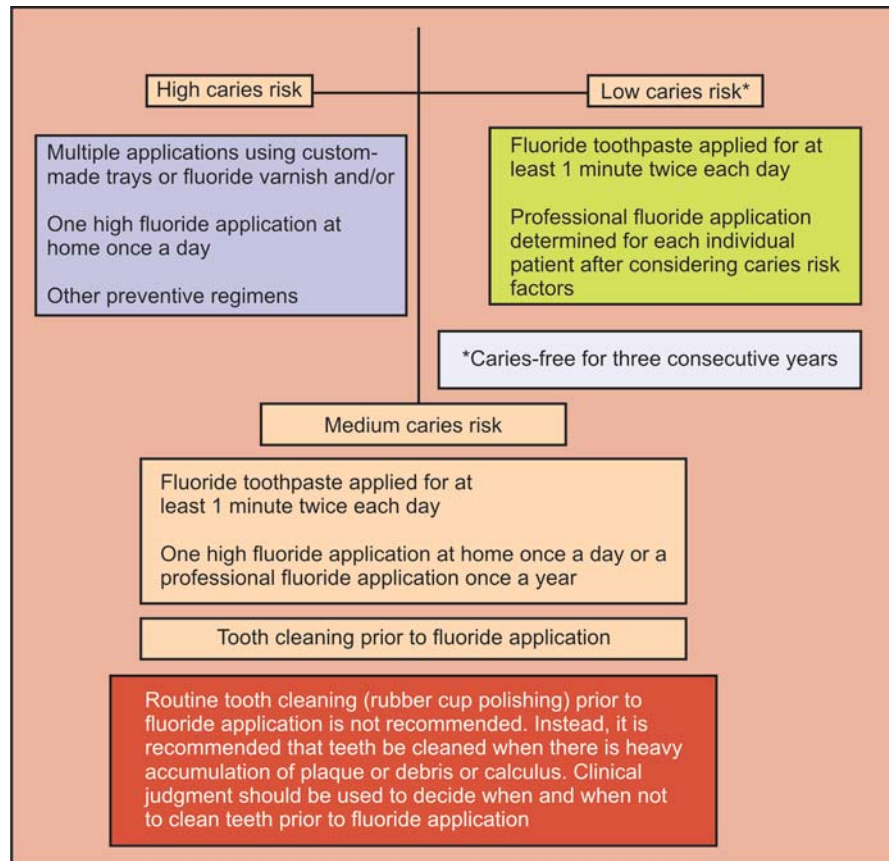 High caries risk
Low caries risk*
Multiple applications using custom-
made trays or fluoride varnish and/or
One high fluoride application at
home once a day
Other preventive regimens
Fluoride toothpaste applied for at
least 1 minute twice each day
Professional fluoride application
determined for each individual
patient after considering caries risk
factors
*Caries-free for three consecutive years
Medium caries risk
Fluoride toothpaste applied for at
least 1 minute twice each day
One high fluoride application at home once a day or a
professional fluoride application once a year
Tooth cleaning prior to fluoride application
Routine tooth cleaning (rubber cup polishing) prior to
fluoride application is not recommended. Instead, it is
recommended that teeth be cleaned when there is heavy
accumulation of plaque or debris or calculus. Clinical
judgment should be used to decide when and when not
to clean teeth prior to fluoride application